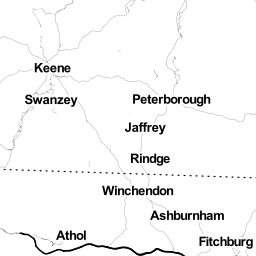 Keene
Swanzey
Peterborough
Jaffrey
Rindge
Winchendon
Ashburnham
Athol
Fitchburg